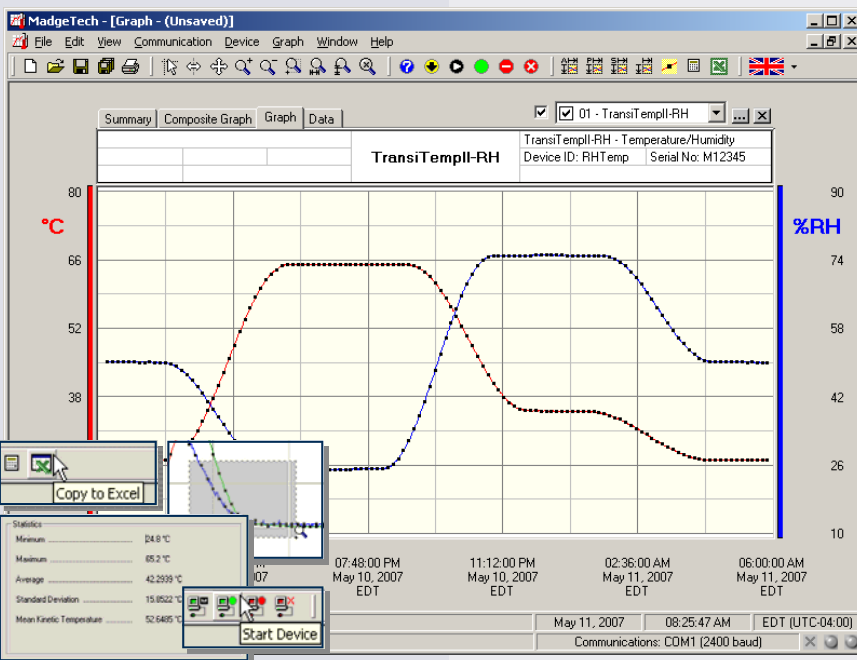 MadgeTech - [Graph - (Unsaved)]
File Edit View Communication Device Graph Window Help
Summary Composite Graph Graph Data
01 - TransiTempII-RH
...
TransiTempII-RH
TransiTempII-RH - Temperature/Humidity
Device ID: RHTemp Serial No: M12345
80 90
°C %RH
66 74
52 58
38 42
26
10
Copy to Excel
Statistics
Minimum 24.8 °C
Maximum 65.2 °C
Average 42.2939 °C
Standard Deviation 15.8522 °C
Mean Kinetic Temperature 52.6485 °C
Start Device
07:48:00 PM 11:12:00 PM 02:36:00 AM 06:00:00 AM
May 10, 2007 May 10, 2007 May 11, 2007 May 11, 2007
EDT EDT EDT EDT
May 11, 2007 08:25:47 AM EDT (UTC-04:00)
Communications: COM1 (2400 baud)